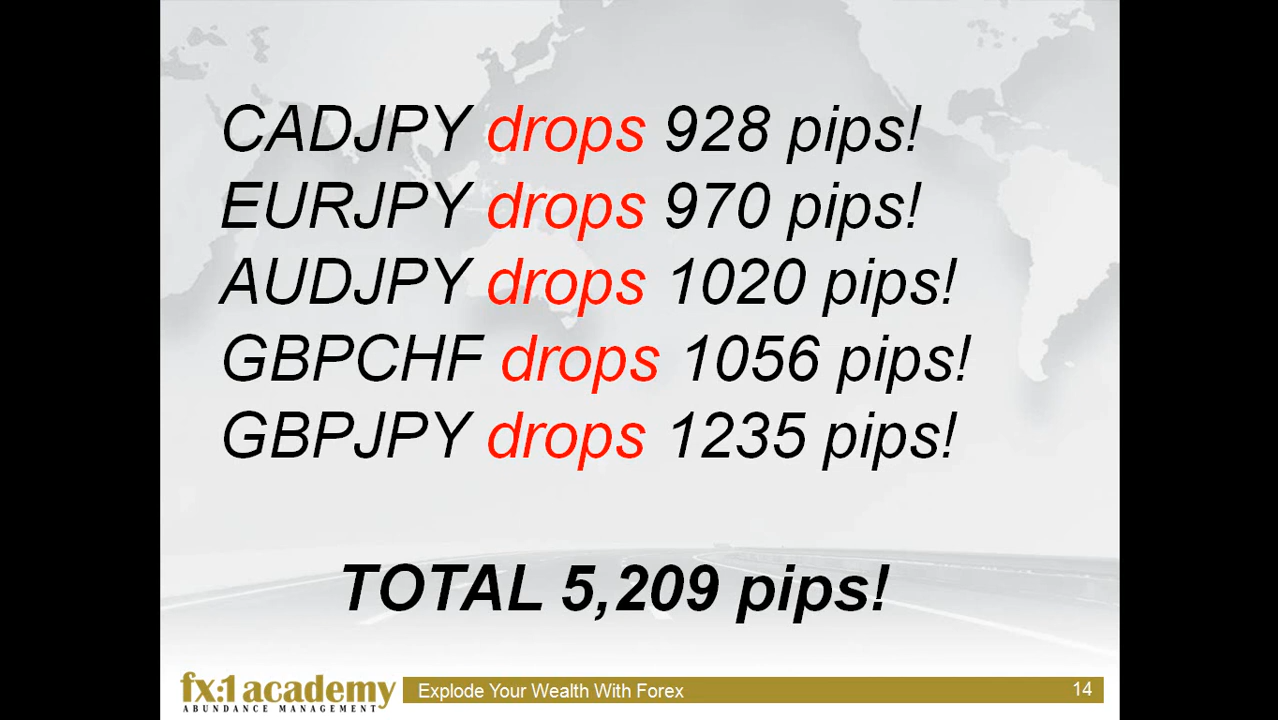 CADJPY drops 928 pips!
EURJPY drops 970 pips!
AUDJPY drops 1020 pips!
GBPCHF drops 1056 pips!
GBPJPY drops 1235 pips!
TOTAL 5,209 pips!
fx:1 academy
ABUNDANCE MANAGEMENT
Explode Your Wealth With Forex
14